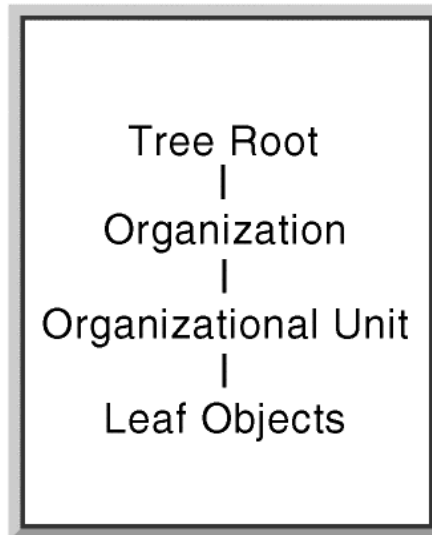 Tree Root
Organization
Organizational Unit
Leaf Objects